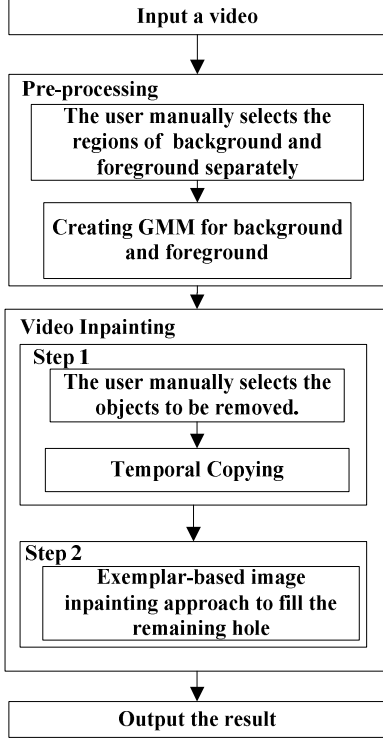 Input a video
Pre-processing
The user manually selects the
regions of background and
foreground separately
Creating GMM for background
and foreground
Video Inpainting
Step 1
The user manually selects the
objects to be removed.
Temporal Copying
Step 2
Exemplar-based image
inpainting approach to fill the
remaining hole
Output the result